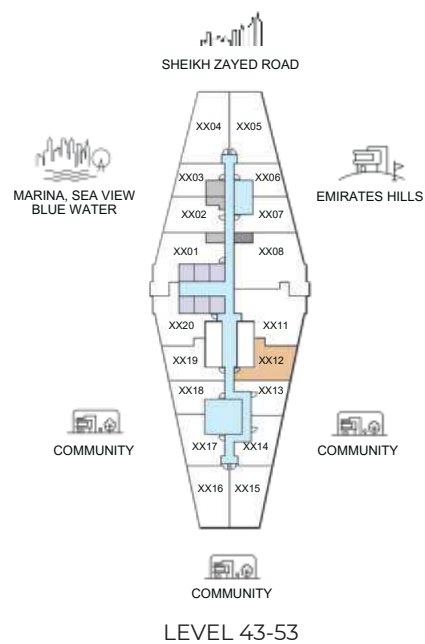 SHEIKH ZAYED ROAD
XX04
XX05
XX03
XX06
MARINA, SEA VIEW
BLUE WATER
EMIRATES HILLS
XX02
XX07
XX01
XX08
XX20
XX11
XX19
XX12
XX18
XX13
COMMUNITY
COMMUNITY
XX17
XX14
XX16
XX15
COMMUNITY
LEVEL 43-53